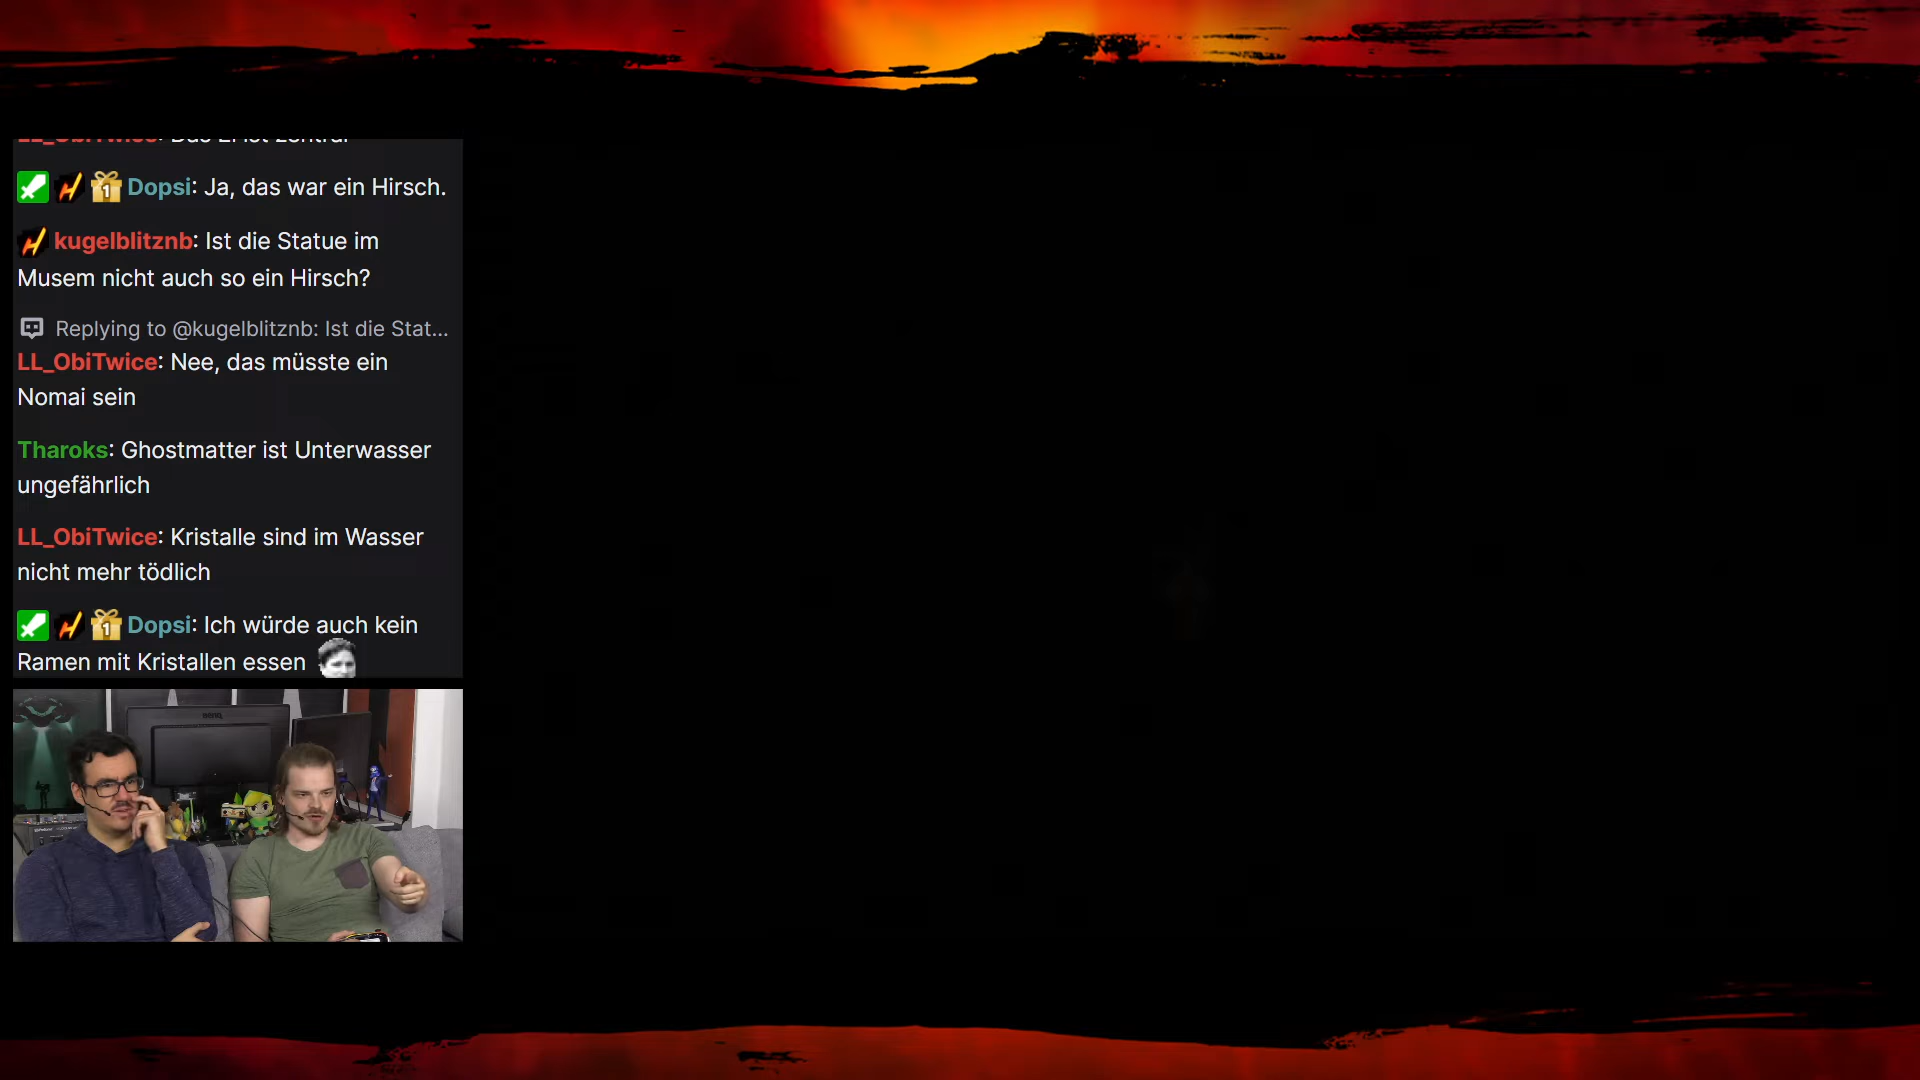 Dopsi: Ja, das war ein Hirsch.
kugelblitznb: Ist die Statue im
Musem nicht auch so ein Hirsch?
Replying to @kugelblitznb: Ist die Stat...
LL_ObiTwice: Nee, das müsste ein
Nomai sein
Tharoks: Ghostmatter ist Unterwasser
ungefährlich
LL_ObiTwice: Kristalle sind im Wasser
nicht mehr tödlich
Dopsi: Ich würde auch kein
Ramen mit Kristallen essen